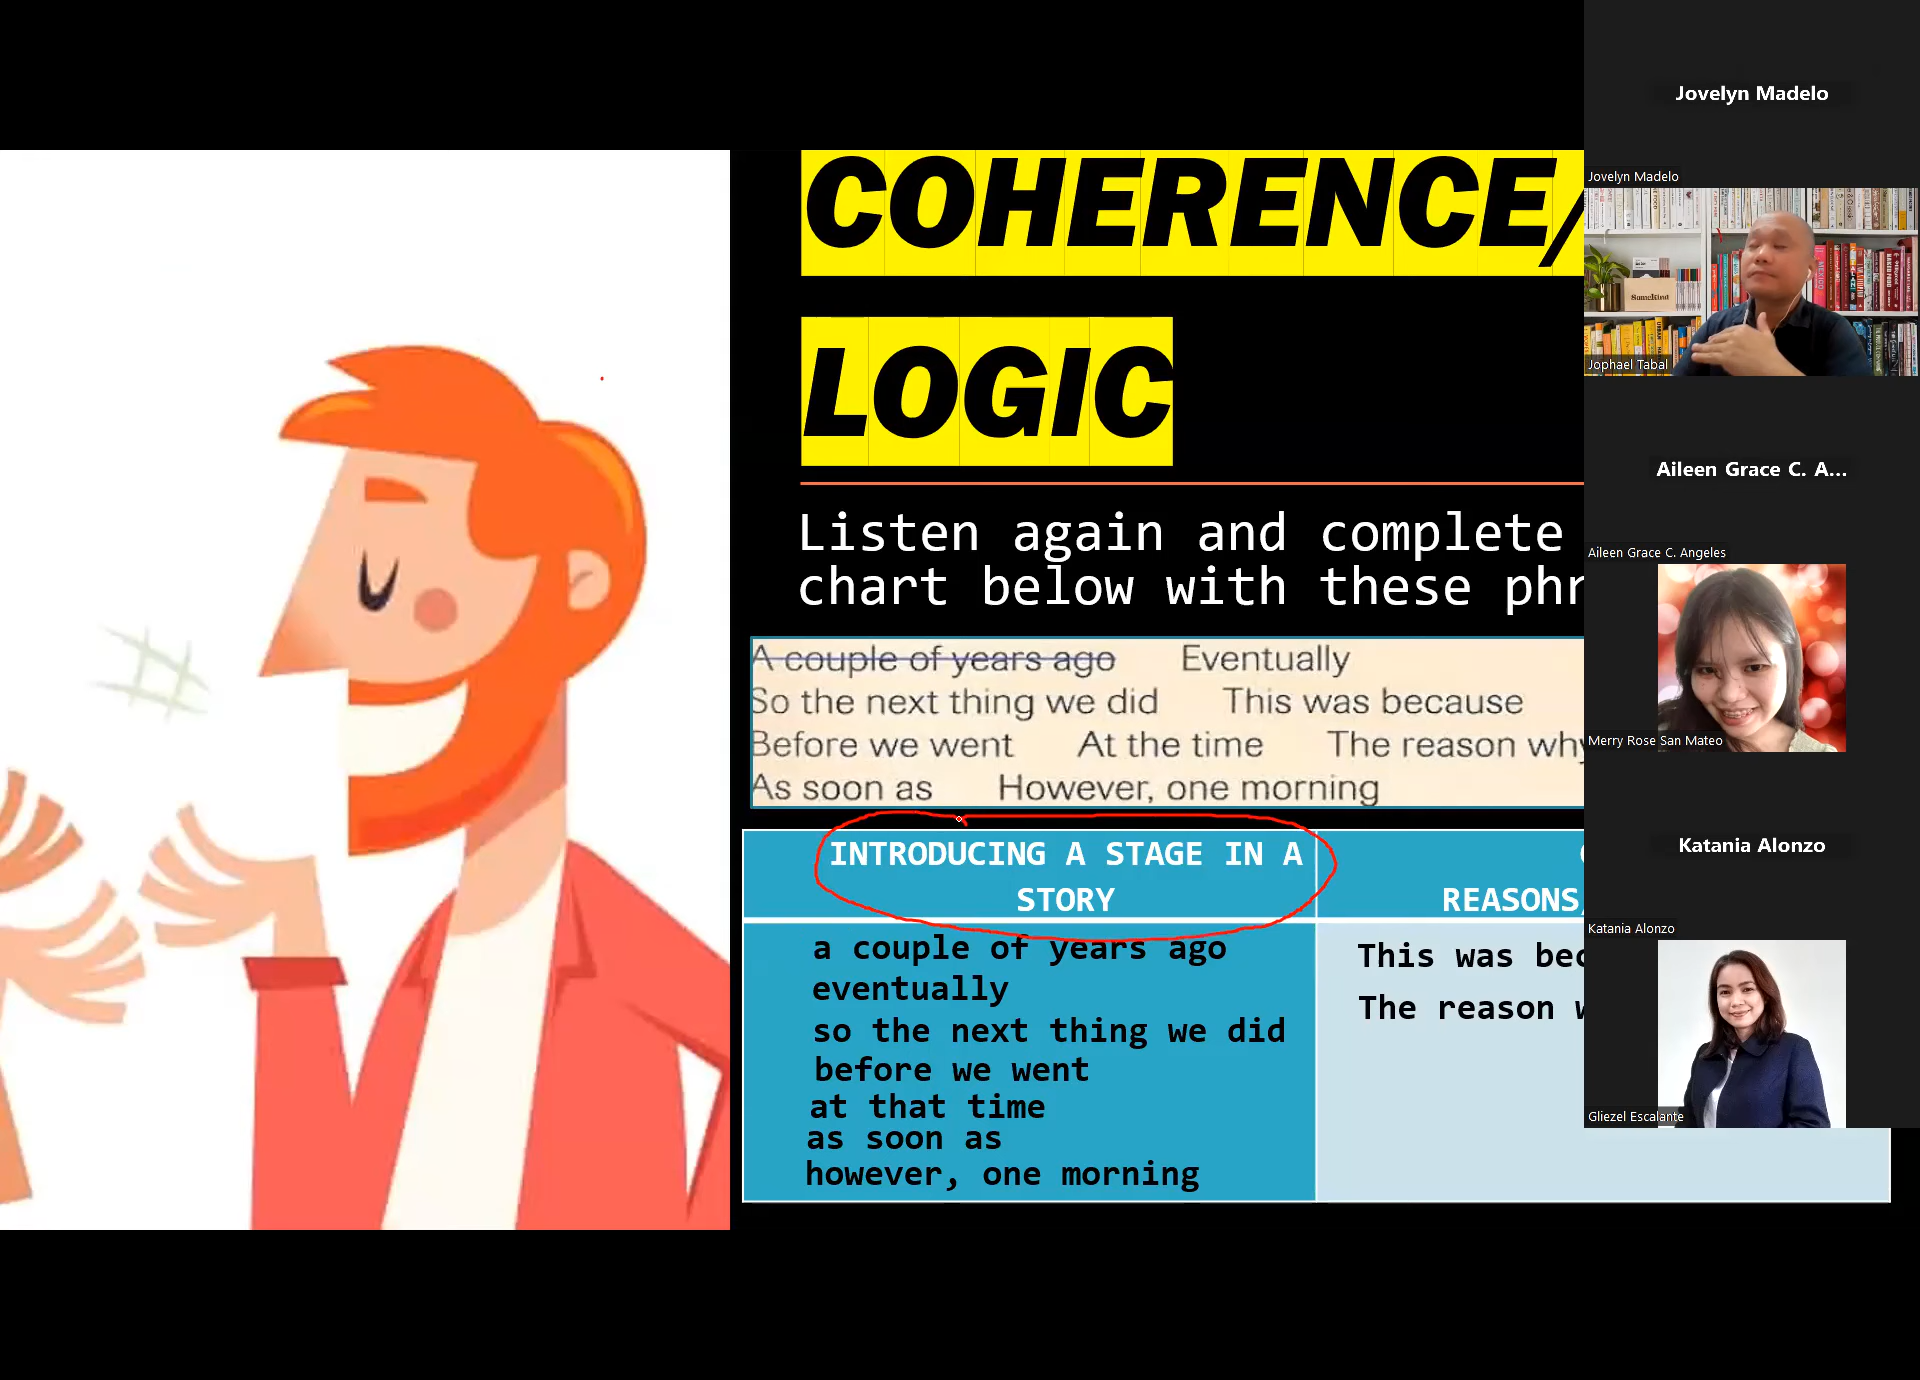 COHERENCE/
LOGIC
Listen again and complete
chart below with these phr
A couple of years ago Eventually
So the next thing we did This was because
Before we went At the time The reason why
As soon as However, one morning
INTRODUCING A STAGE IN A
STORY
REASONS/
a couple of years ago
eventually
so the next thing we did
before we went
at that time
as soon as
however, one morning
This was bec
The reason w
Jovelyn Madelo
Jovelyn Madelo
SameKind
Jophael Tabal
Aileen Grace C. A...
Aileen Grace C. Angeles
Merry Rose San Mateo
Katania Alonzo
Katania Alonzo
Gliezel Escalante